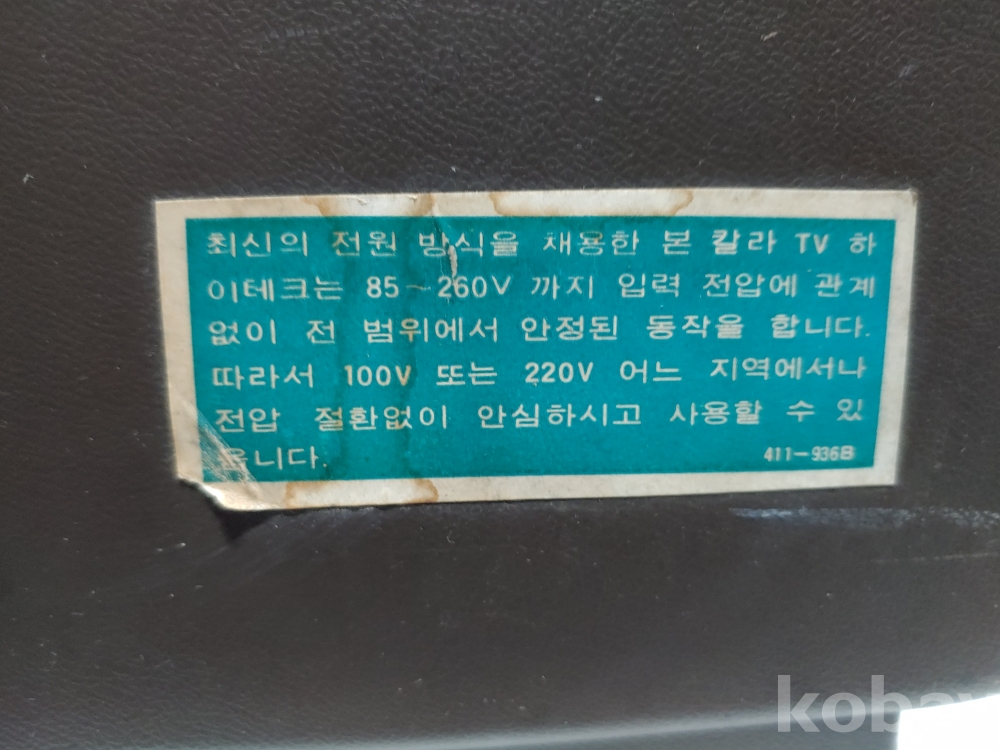 최신의 전원 방식을 채용한 본 칼라 TV 하
이테크는 85~260V 까지 입력 전압에 관계
없이 전 범위에서 안정된 동작을 합니다.
따라서 100V 또는 220V 어느 지역에서나
전압 절환없이 안심하시고 사용할 수 있
읍니다.
411-936B